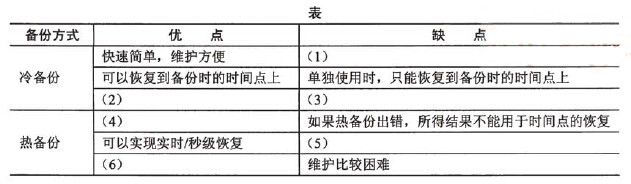 表
备份方式 优点 缺点
冷备份 快速简单，维护方便 (1)
可以恢复到备份时的时间点上 单独使用时，只能恢复到备份时的时间点上
(2) (3)
热备份 (4) 如果热备份出错，所得结果不能用于时间点的恢复
可以实现实时/秒级恢复 (5)
(6) 维护比较困难